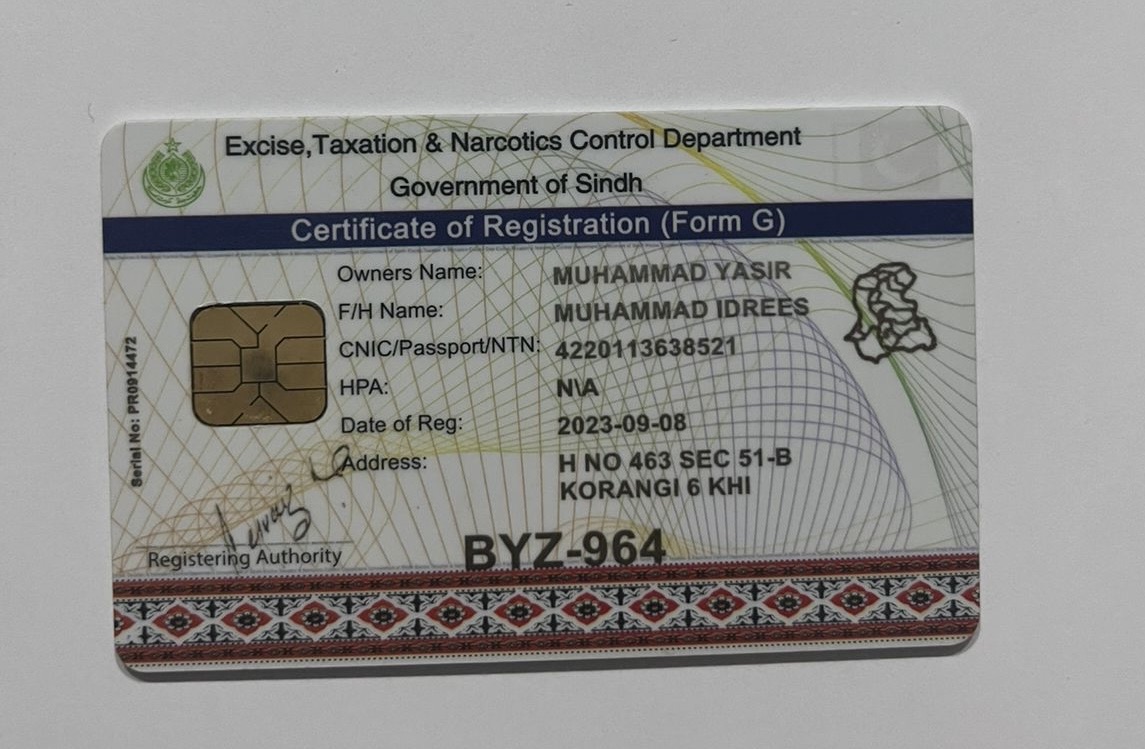 Excise,Taxation & Narcotics Control Department
Government of Sindh
Certificate of Registration (Form G)
Owners Name: MUHAMMAD YASIR
F/H Name: MUHAMMAD IDREES
CNIC/Passport/NTN: 4220113638521
HPA: N\A
Date of Reg: 2023-09-08
Address: H NO 463 SEC 51-B
KORANGI 6 KHI
Serial No: PR0914472
Registering Authority
BYZ-964